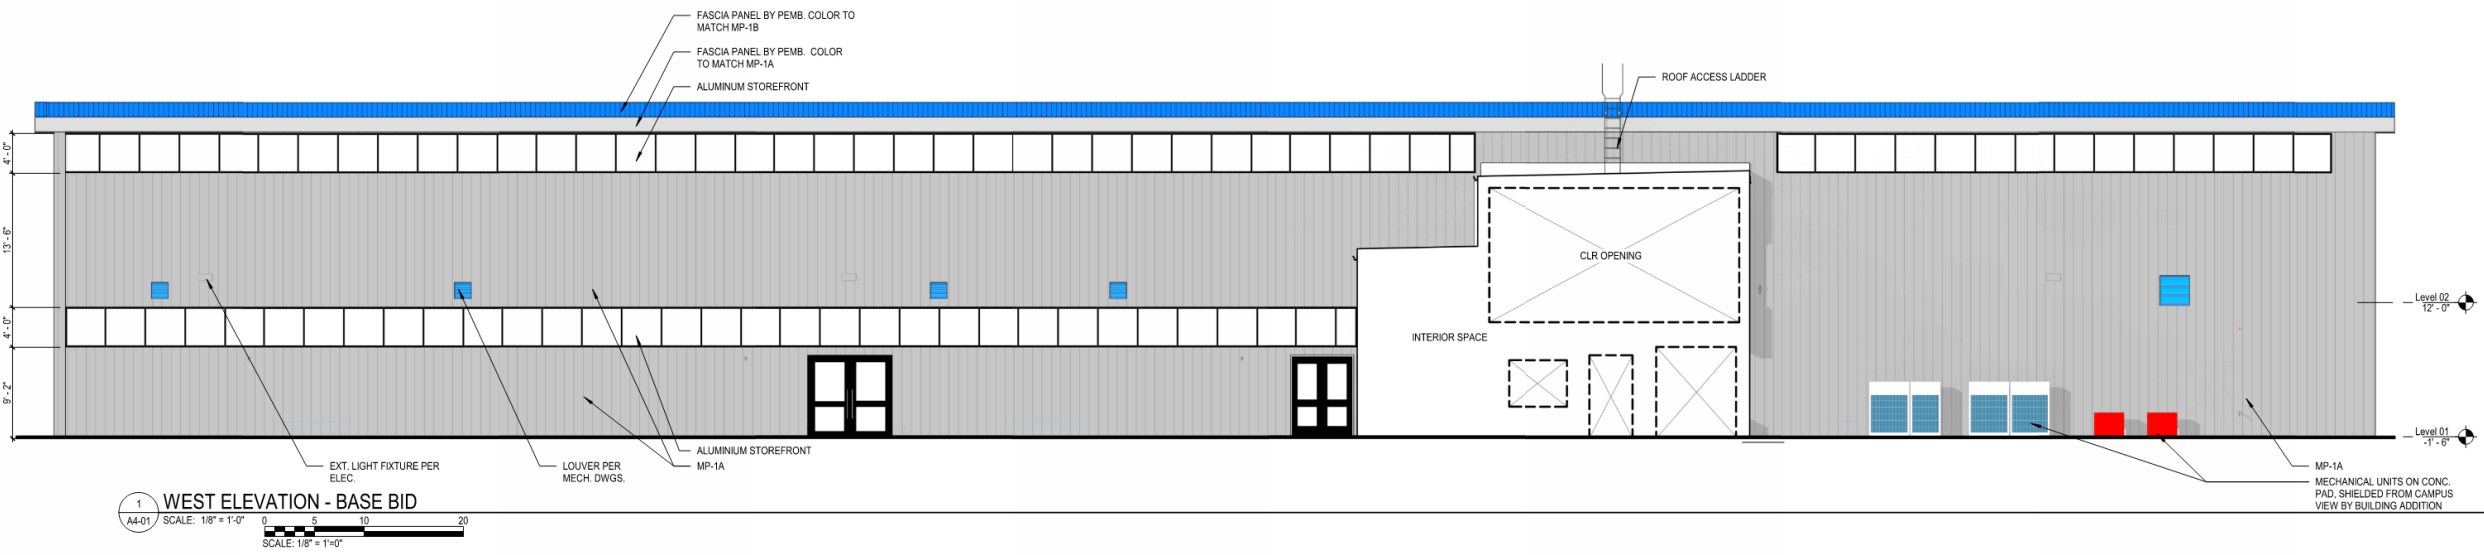 FASCIA PANEL BY PEMB. COLOR TO
MATCH MP-1B
FASCIA PANEL BY PEMB.  COLOR
TO MATCH MP-1A
ALUMINUM STOREFRONT
ROOF ACCESS LADDER
4' - 0"
13' - 6"
4' - 0"
9' - 2"
CLR OPENING
INTERIOR SPACE
Level 02
12' - 0"
Level 01
-1' - 6"
ALUMINIUM STOREFRONT
MP-1A
EXT. LIGHT FIXTURE PER
ELEC.
LOUVER PER
MECH. DWGS.
MP-1A
MECHANICAL UNITS ON CONC.
PAD, SHIELDED FROM CAMPUS
VIEW BY BUILDING ADDITION
1
A4-01
WEST ELEVATION - BASE BID
SCALE:  1/8" = 1'-0"
0 5 10 20
SCALE: 1/8" = 1'=0"